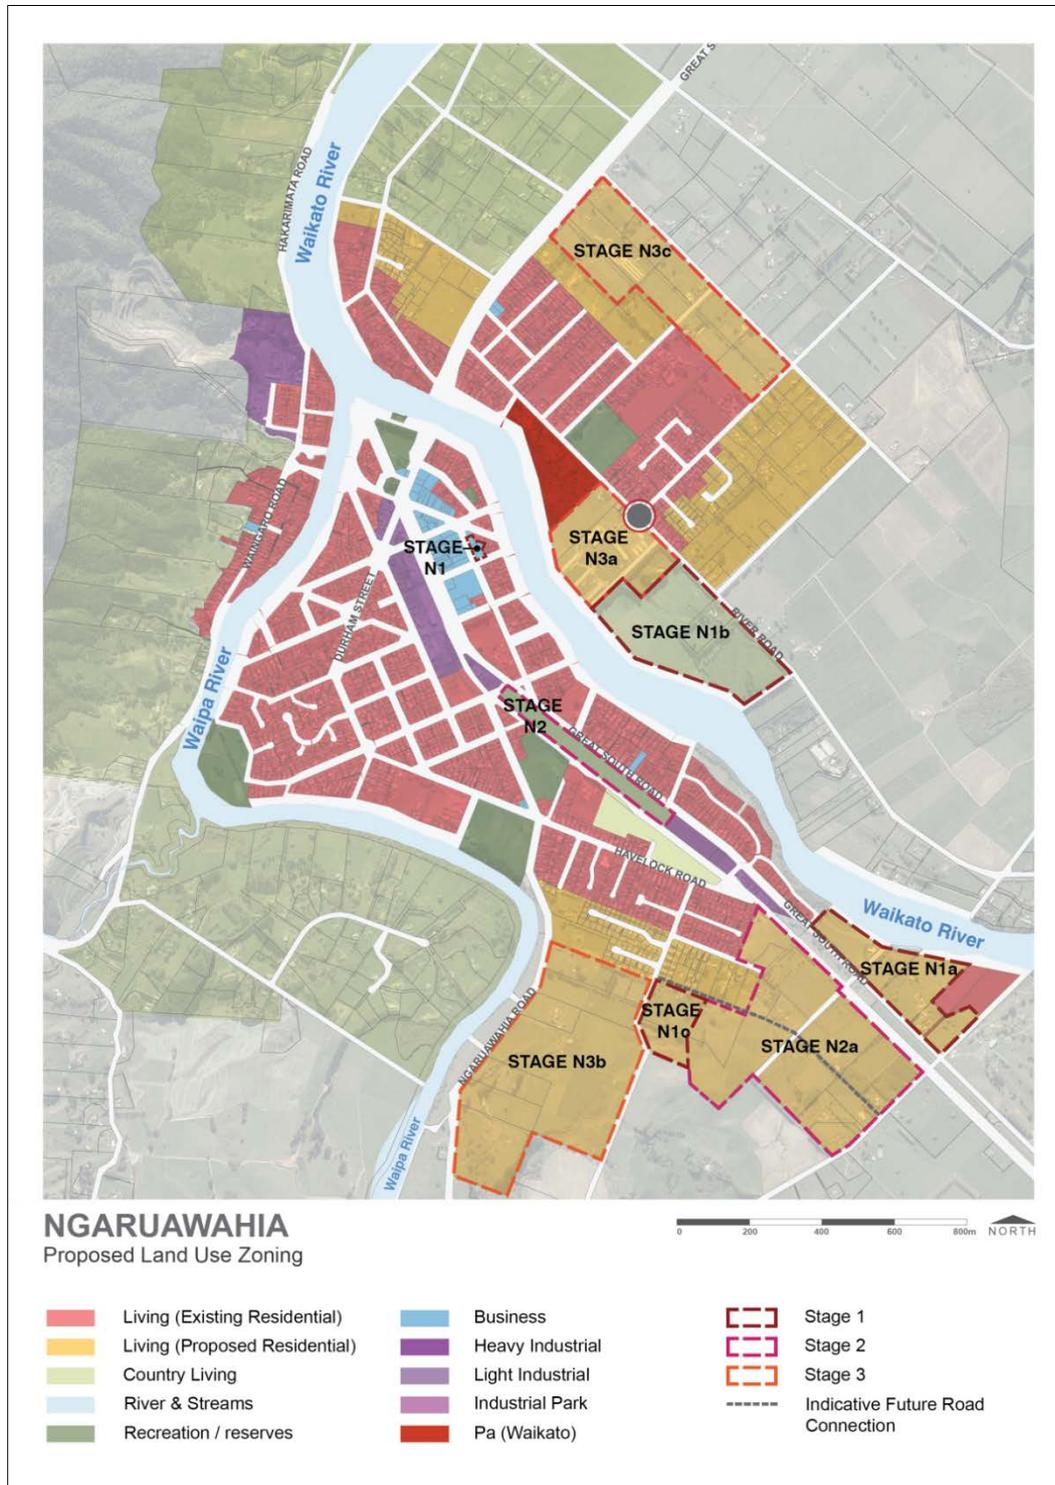 GREAT S
HAKARIMATA ROAD
Waikato River
STAGE N3c
WAINGARO ROAD
STAGE
N1
STAGE
N3a
DURHAM STREET
STAGE N1b
RIVER ROAD
Waipa River
STAGE
N2
GREAT SOUTH ROAD
HAVELOCK ROAD
Waikato River
GREAT SOUTH ROAD
STAGE N1a
STAGE
N1c
STAGE N2a
NGARUAWAHIA ROAD
STAGE N3b
Waipa River
NGARUAWAHIA
Proposed Land Use Zoning
0 200 400 600 800m NORTH
Living (Existing Residential)
Living (Proposed Residential)
Country Living
River & Streams
Recreation / reserves
Business
Heavy Industrial
Light Industrial
Industrial Park
Pa (Waikato)
Stage 1
Stage 2
Stage 3
Indicative Future Road
Connection